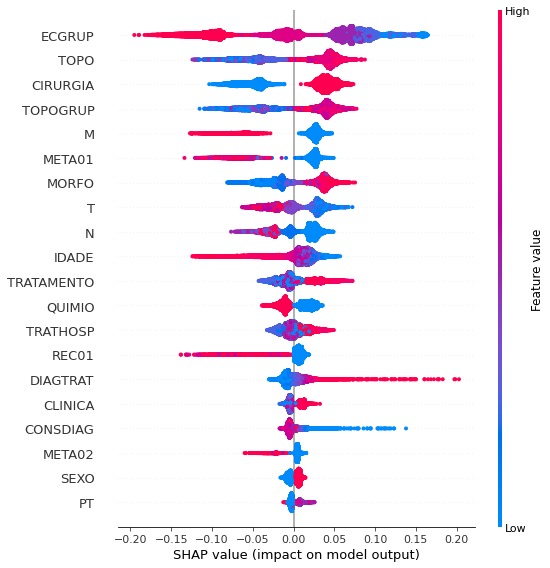 High
ECGRUP
TOPO
CIRURGIA
TOPOGRUP
M
META01
MORFO
T
N
IDADE
TRATAMENTO
QUIMIO
TRATHOSP
REC01
DIAGTRAT
CLINICA
CONSDIAG
META02
SEXO
PT
Feature value
Low
−0.20 −0.15 −0.10 −0.05 0.00 0.05 0.10 0.15 0.20
SHAP value (impact on model output)